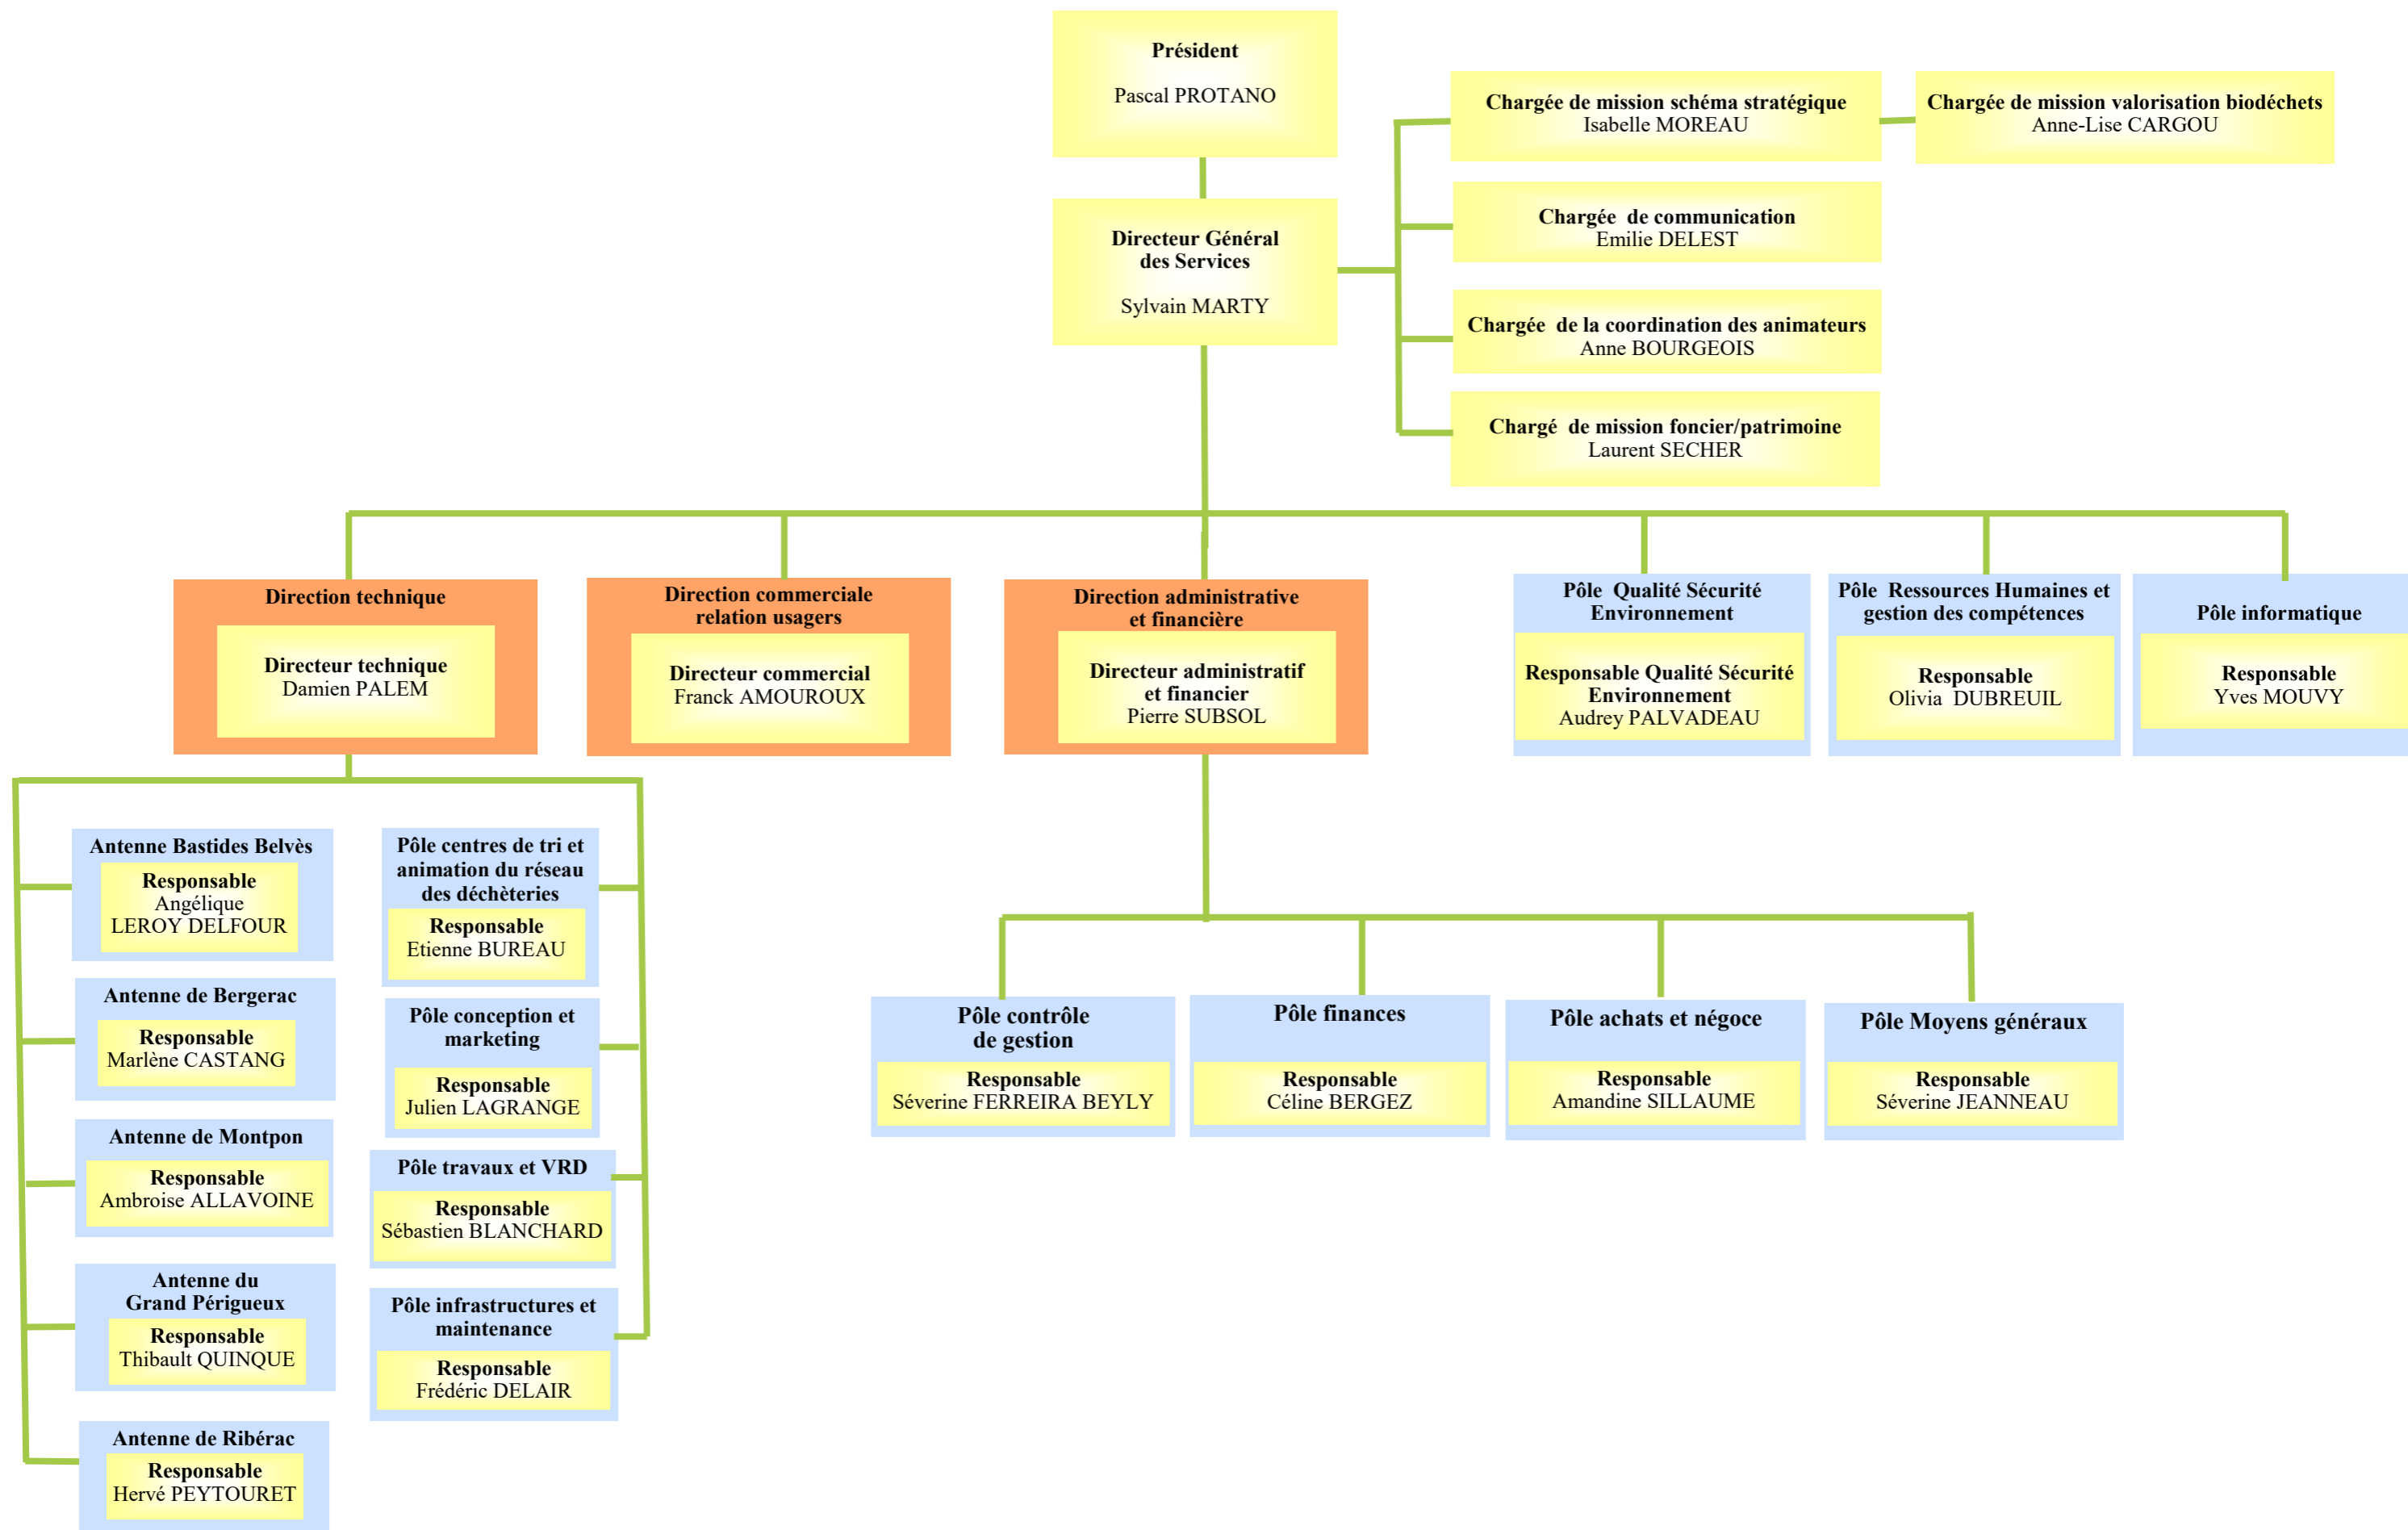 Président
Pascal PROTANO
Directeur Général
des Services
Sylvain MARTY
Chargée de mission schéma stratégique
Isabelle MOREAU
Chargée de mission valorisation biodéchets
Anne-Lise CARGOU
Chargée  de communication
Emilie DELEST
Chargée  de la coordination des animateurs
Anne BOURGEOIS
Chargé  de mission foncier/patrimoine
Laurent SECHER
Direction technique
Directeur technique
Damien PALEM
Direction commerciale
relation usagers
Directeur commercial
Franck AMOUROUX
Direction administrative
et financière
Directeur administratif
et financier
Pierre SUBSOL
Pôle  Qualité Sécurité
Environnement
Responsable Qualité Sécurité
Environnement
Audrey PALVADEAU
Pôle  Ressources Humaines et
gestion des compétences
Responsable
Olivia  DUBREUIL
Pôle informatique
Responsable
Yves MOUVY
Antenne Bastides Belvès
Responsable
Angélique
LEROY DELFOUR
Antenne de Bergerac
Responsable
Marlène CASTANG
Antenne de Montpon
Responsable
Ambroise ALLAVOINE
Antenne du
Grand Périgueux
Responsable
Thibault QUINQUE
Antenne de Ribérac
Responsable
Hervé PEYTOURET
Pôle centres de tri et
animation du réseau
des déchèteries
Responsable
Etienne BUREAU
Pôle conception et
marketing
Responsable
Julien LAGRANGE
Pôle travaux et VRD
Responsable
Sébastien BLANCHARD
Pôle infrastructures et
maintenance
Responsable
Frédéric DELAIR
Pôle contrôle
de gestion
Responsable
Séverine FERREIRA BEYLY
Pôle finances
Responsable
Céline BERGEZ
Pôle achats et négoce
Responsable
Amandine SILLAUME
Pôle Moyens généraux
Responsable
Séverine JEANNEAU